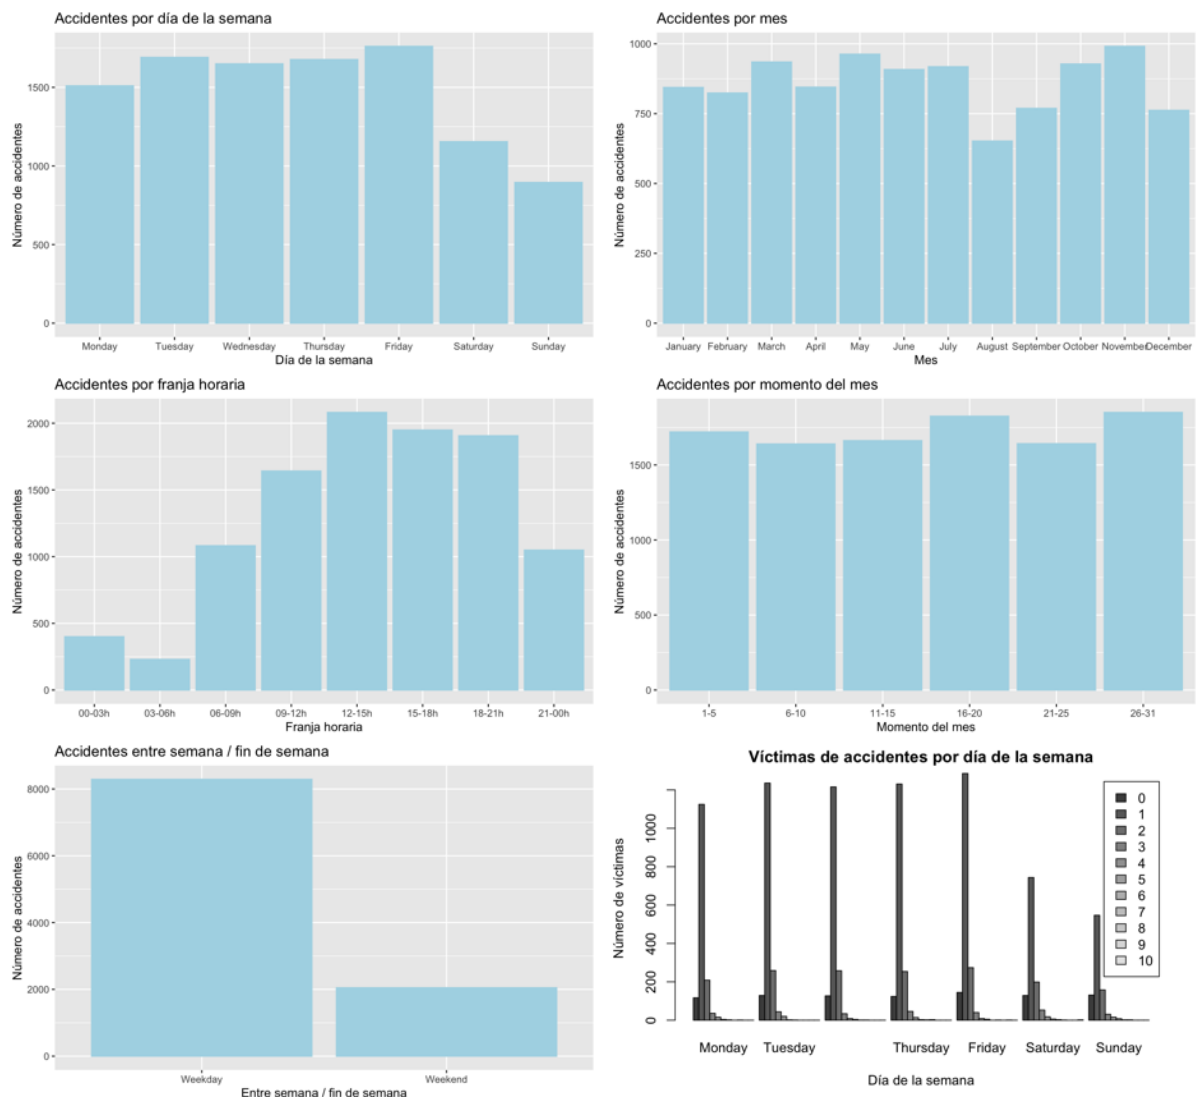 Accidentes por día de la semana
Número de accidentes
1500
1000
500
0
Monday Tuesday Wednesday Thursday Friday Saturday Sunday
Día de la semana
Accidentes por mes
Número de accidentes
1000
750
500
250
0
January February March April May June July August September October November December
Mes
Accidentes por franja horaria
Número de accidentes
2000
1500
1000
500
0
00-03h 03-06h 06-09h 09-12h 12-15h 15-18h 18-21h 21-00h
Franja horaria
Accidentes por momento del mes
Número de accidentes
1500
1000
500
0
1-5 6-10 11-15 16-20 21-25 26-31
Momento del mes
Accidentes entre semana / fin de semana
Número de accidentes
8000
6000
4000
2000
0
Weekday Weekend
Entre semana / fin de semana
Víctimas de accidentes por día de la semana
Número de víctimas
1000
800
600
400
200
0
0
1
2
3
4
5
6
7
8
9
10
Monday Tuesday Thursday Friday Saturday Sunday
Día de la semana